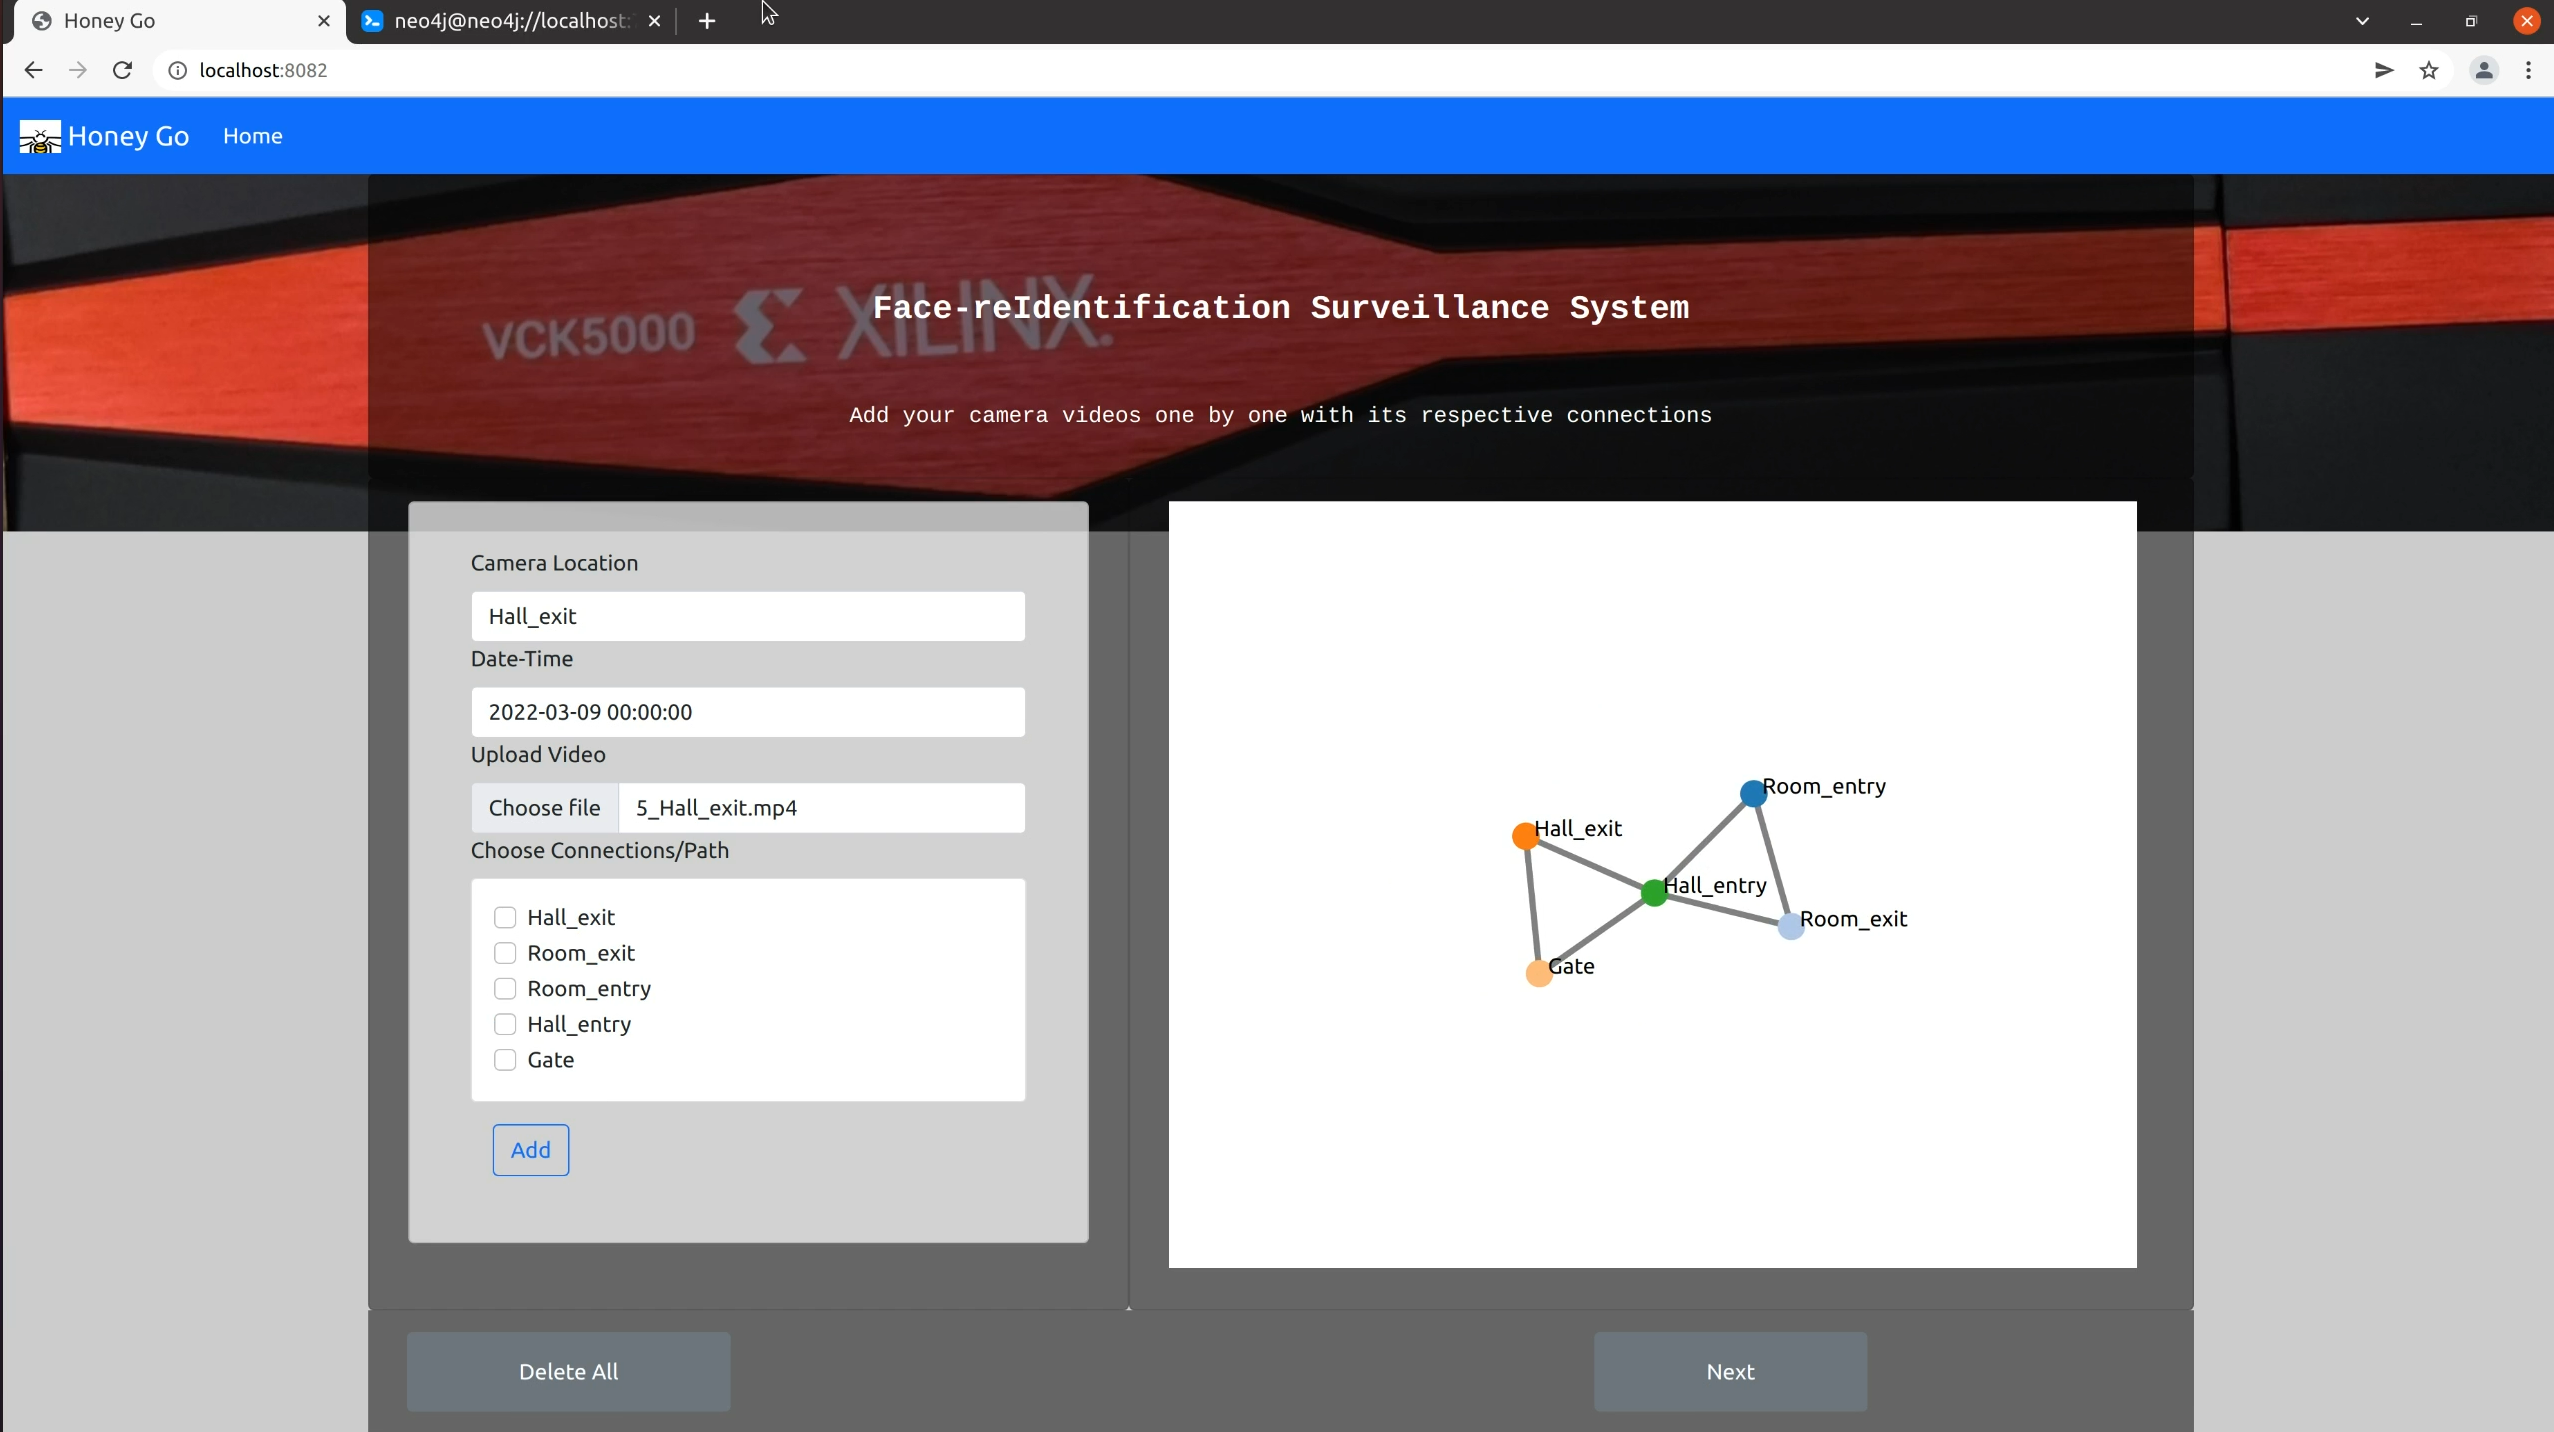 Honey Go
neo4j@neo4j://localhost:
localhost:8082
Honey Go
Home
VCK5000 XILINX.
Face-reIdentification Surveillance System
Add your camera videos one by one with its respective connections
Camera Location
Hall_exit
Date-Time
2022-03-09 00:00:00
Upload Video
Choose file 5_Hall_exit.mp4
Choose Connections/Path
Hall_exit
Room_exit
Room_entry
Hall_entry
Gate
Add
Room_entry
Hall_exit
Hall_entry
Room_exit
Gate
Delete All
Next